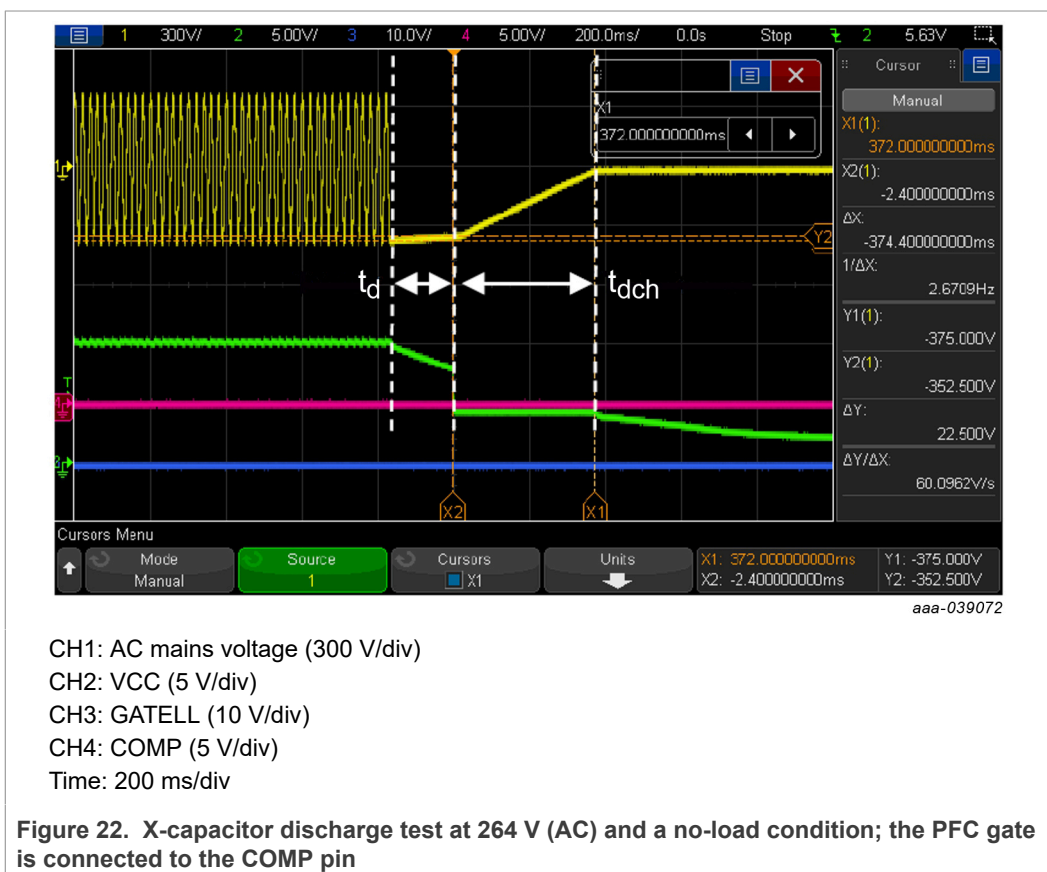 1 300V/ 2 5.00V/ 3 10.0V/ 4 5.00V/ 200.0ms/ 0.0s Stop 2 5.63V
Cursor
Manual
X1(1):
372.000000000ms
X2(1):
-2.400000000ms
ΔX:
-374.400000000ms
1/ΔX:
2.6709Hz
Y1(1):
-375.000V
Y2(1):
-352.500V
ΔY:
22.500V
ΔY/ΔX:
60.0962V/s
X1
372.000000000ms
1
Y2
td
tdch
T
4
2
X2
X1
Cursors Menu
Mode
Manual
Source
1
Cursors
X1
Units
X1: 372.000000000ms
X2: -2.400000000ms
Y1: -375.000V
Y2: -352.500V
aaa-039072
CH1: AC mains voltage (300 V/div)
CH2: VCC (5 V/div)
CH3: GATELL (10 V/div)
CH4: COMP (5 V/div)
Time: 200 ms/div
Figure 22. X-capacitor discharge test at 264 V (AC) and a no-load condition; the PFC gate
is connected to the COMP pin